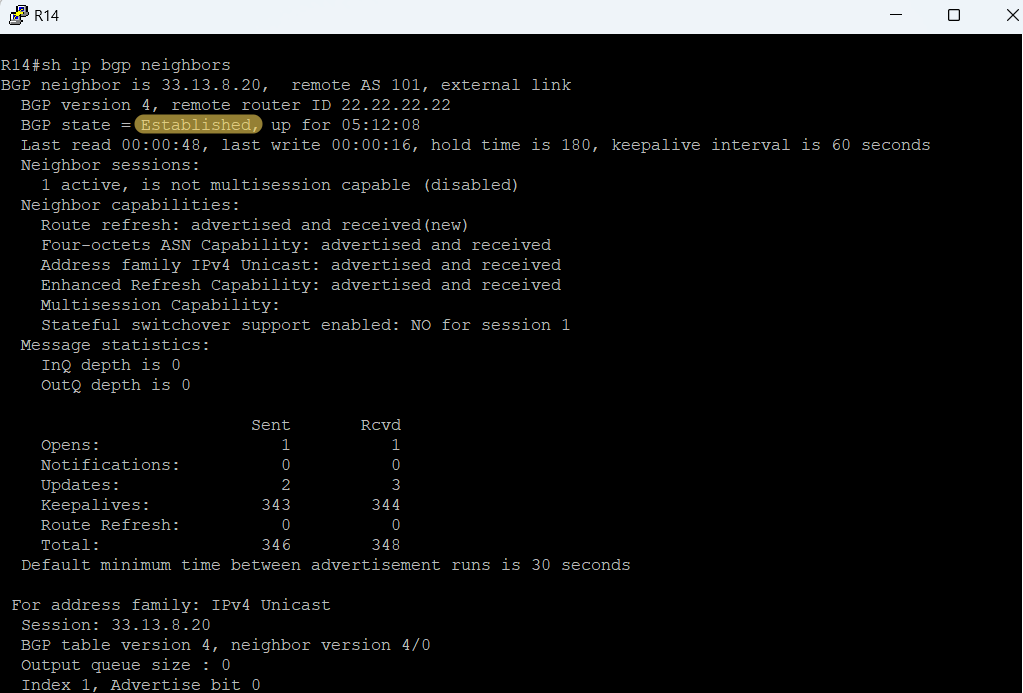 R14
R14#sh ip bgp neighbors
BGP neighbor is 33.13.8.20,  remote AS 101, external link
  BGP version 4, remote router ID 22.22.22.22
  BGP state = Established, up for 05:12:08
  Last read 00:00:48, last write 00:00:16, hold time is 180, keepalive interval is 60 seconds
  Neighbor sessions:
    1 active, is not multisession capable (disabled)
  Neighbor capabilities:
    Route refresh: advertised and received(new)
    Four-octets ASN Capability: advertised and received
    Address family IPv4 Unicast: advertised and received
    Enhanced Refresh Capability: advertised and received
    Multisession Capability:
    Stateful switchover support enabled: NO for session 1
  Message statistics:
    InQ depth is 0
    OutQ depth is 0
                         Sent       Rcvd
    Opens:                  1          1
    Notifications:          0          0
    Updates:                2          3
    Keepalives:           343        344
    Route Refresh:          0          0
    Total:                346        348
  Default minimum time between advertisement runs is 30 seconds
 For address family: IPv4 Unicast
  Session: 33.13.8.20
  BGP table version 4, neighbor version 4/0
  Output queue size : 0
  Index 1, Advertise bit 0